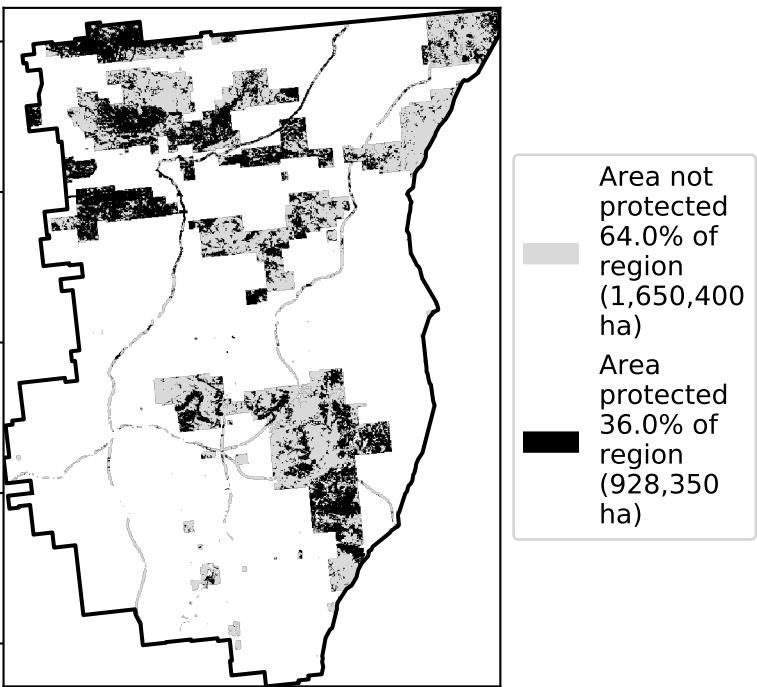 Area not
protected
64.0% of
region
(1,650,400
ha)
Area
protected
36.0% of
region
(928,350
ha)